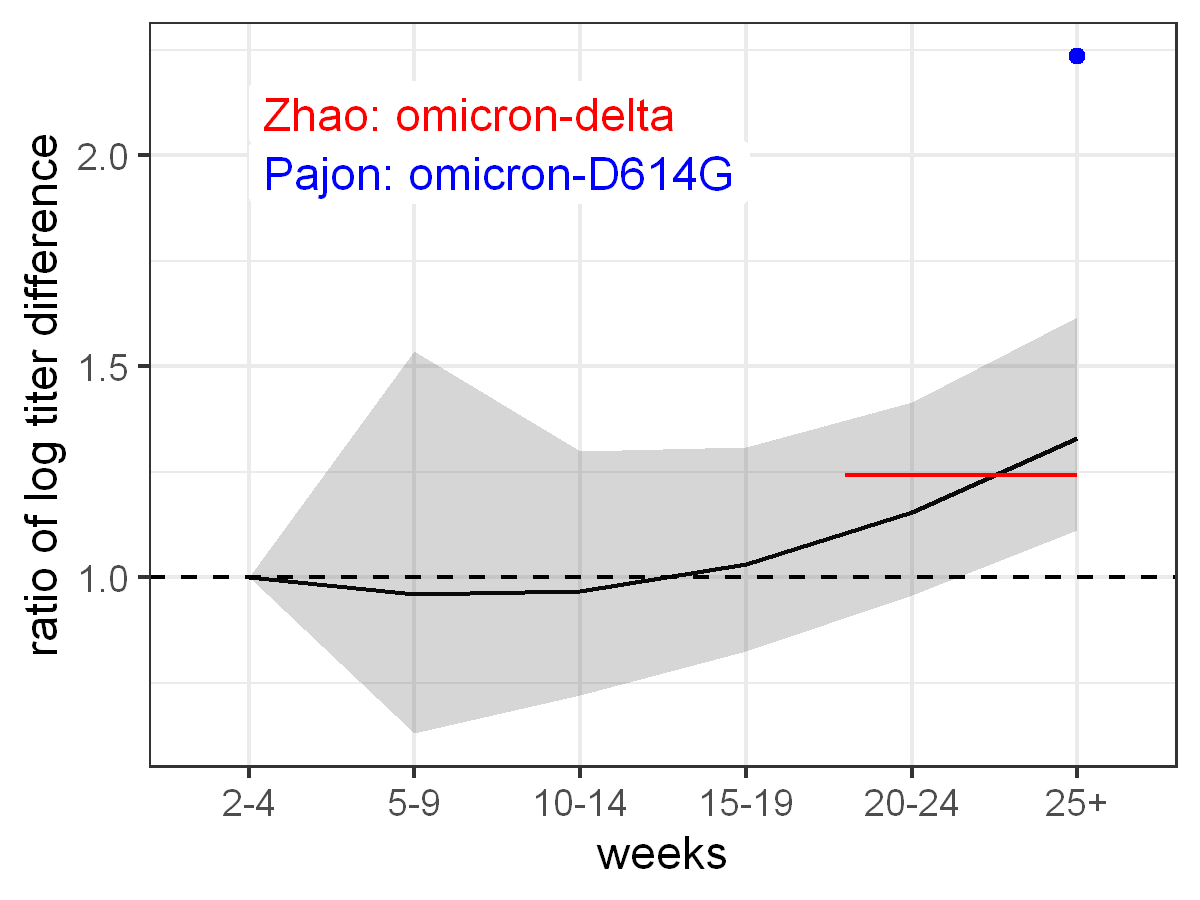 Zhao: omicron-delta
Pajon: omicron-D614G
ratio of log titer difference
2.0
1.5
1.0
2-4 5-9 10-14 15-19 20-24 25+
weeks